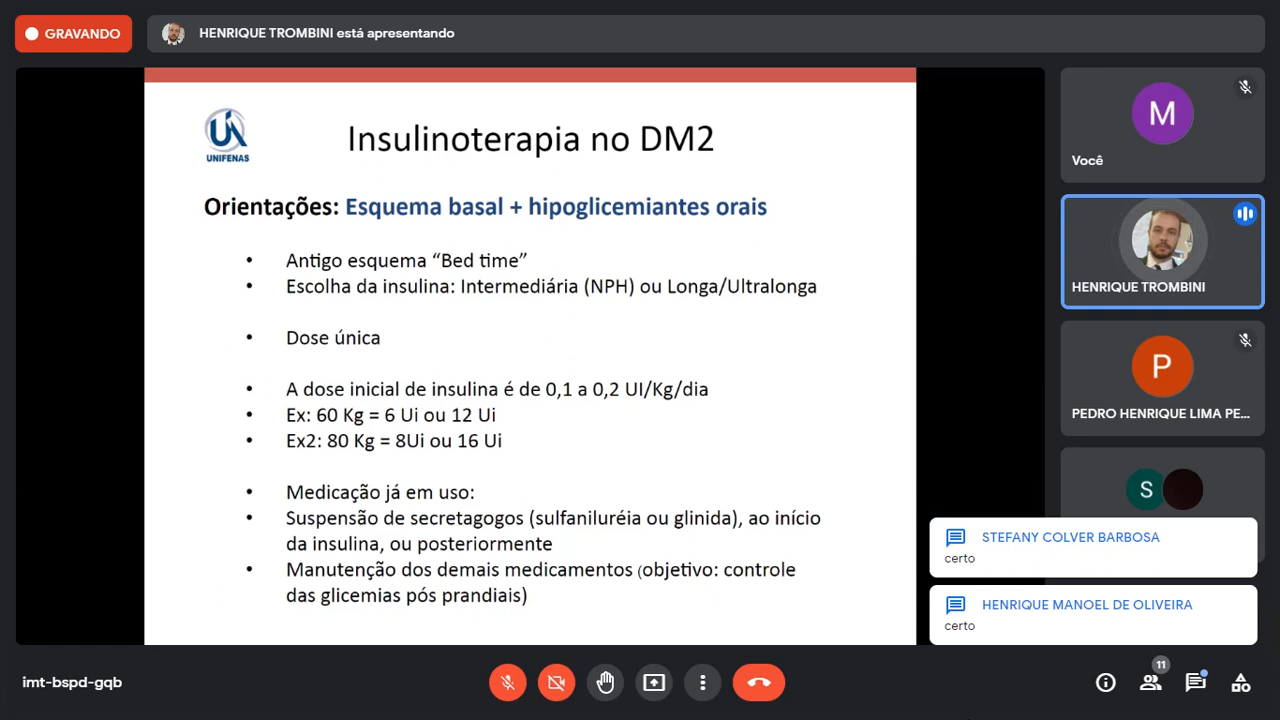 GRAVANDO
HENRIQUE TROMBINI está apresentando
UNIFENAS
Insulinoterapia no DM2
Orientações: Esquema basal + hipoglicemiantes orais
• Antigo esquema “Bed time”
• Escolha da insulina: Intermediária (NPH) ou Longa/Ultralonga
• Dose única
• A dose inicial de insulina é de 0,1 a 0,2 UI/Kg/dia
• Ex: 60 Kg = 6 Ui ou 12 Ui
• Ex2: 80 Kg = 8Ui ou 16 Ui
• Medicação já em uso:
• Suspensão de secretagogos (sulfaniluréia ou glinida), ao início
da insulina, ou posteriormente
• Manutenção dos demais medicamentos (objetivo: controle
das glicemias pós prandiais)
M
Você
HENRIQUE TROMBINI
P
PEDRO HENRIQUE LIMA PE...
S
STEFANY COLVER BARBOSA
certo
HENRIQUE MANOEL DE OLIVEIRA
certo
imt-bspd-gqb
11